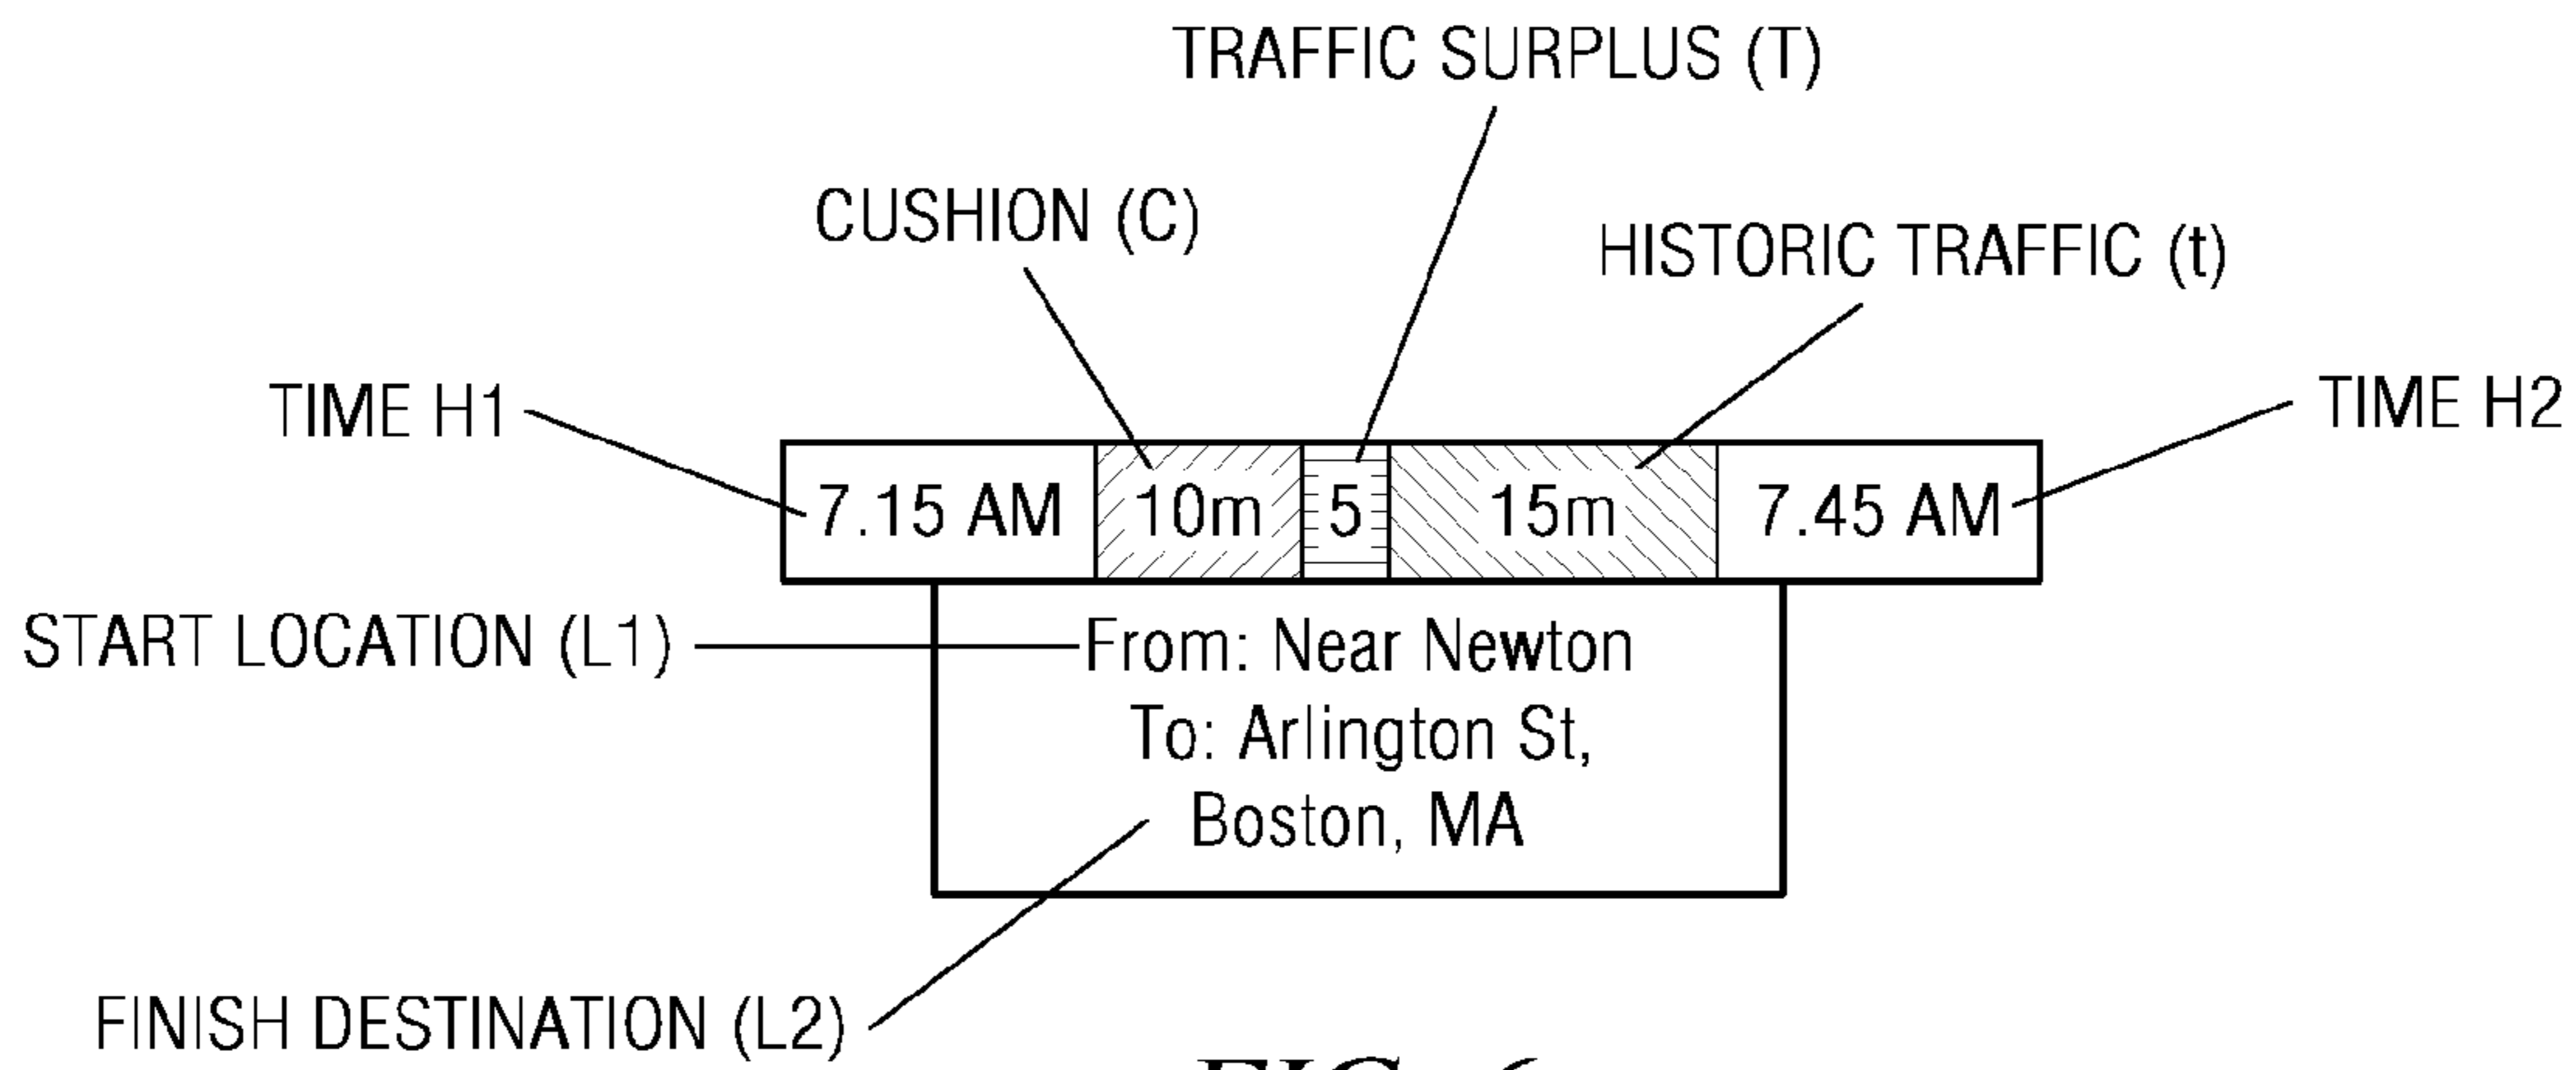 TRAFFIC SURPLUS (T)
CUSHION (C)
HISTORIC TRAFFIC (t)
TIME H1
TIME H2
7.15 AM 10m 5 15m 7.45 AM
START LOCATION (L1)
From: Near Newton
To: Arlington St,
Boston, MA
FINISH DESTINATION (L2)